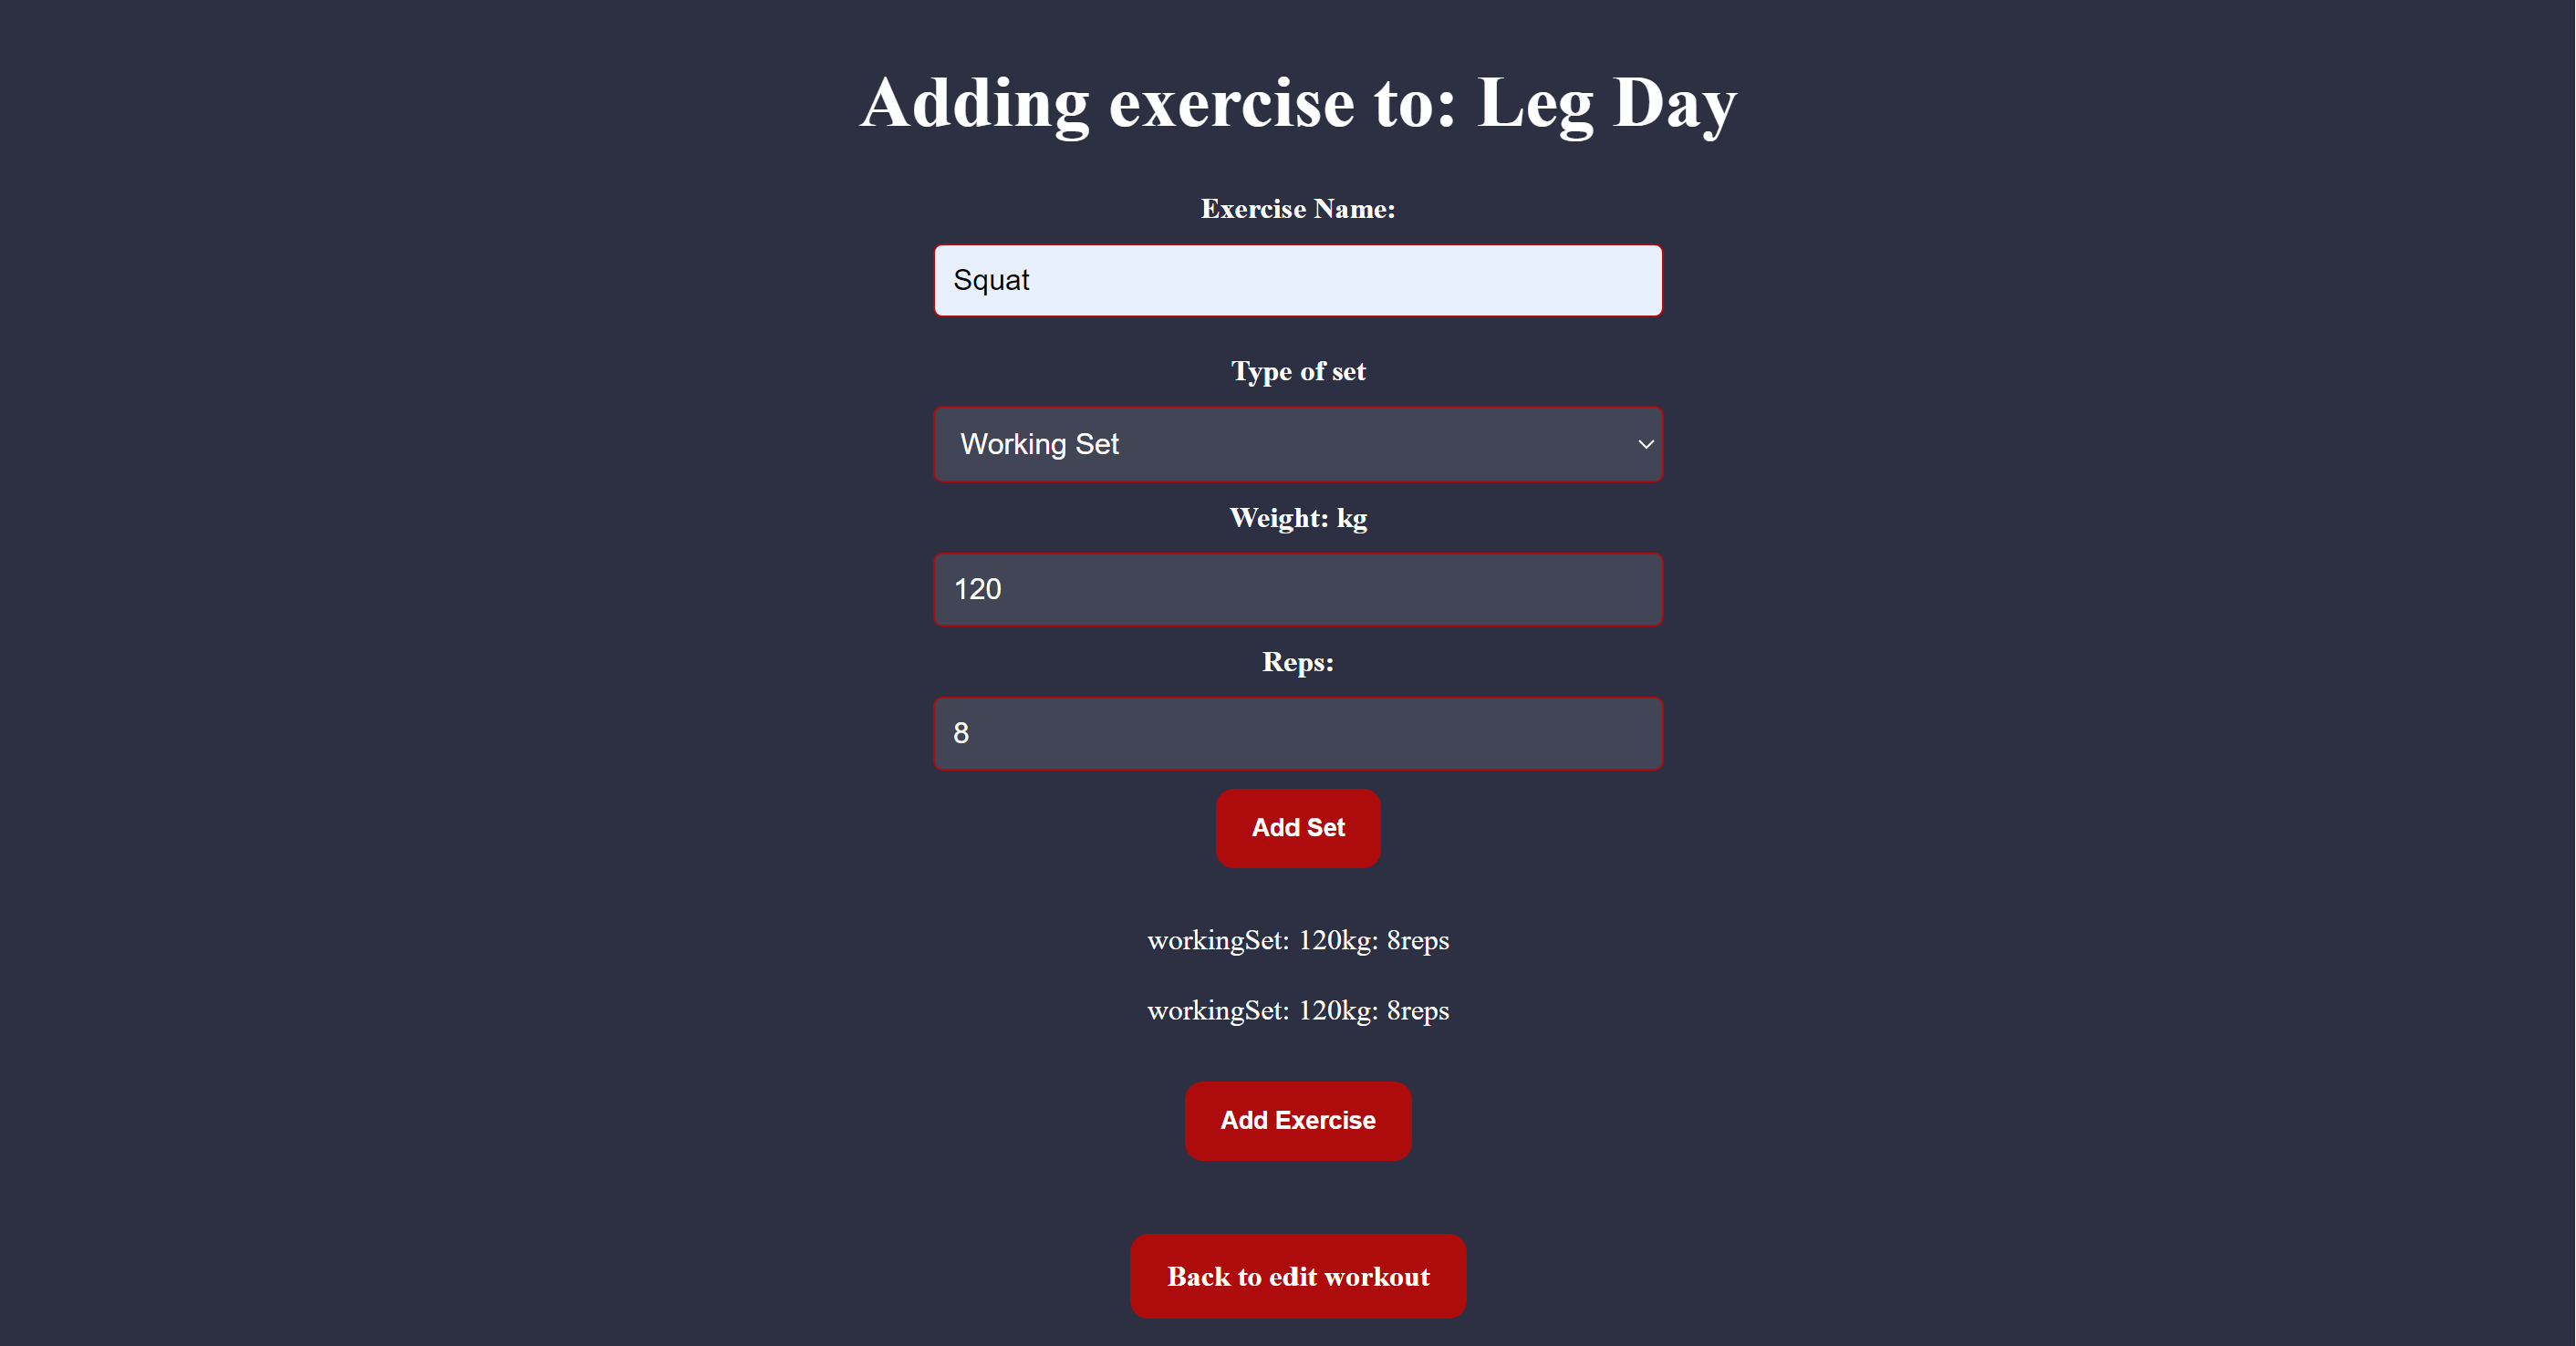 Adding exercise to: Leg Day
Exercise Name:
Squat
Type of set
Working Set
Weight: kg
120
Reps:
8
Add Set
workingSet: 120kg: 8reps
workingSet: 120kg: 8reps
Add Exercise
Back to edit workout